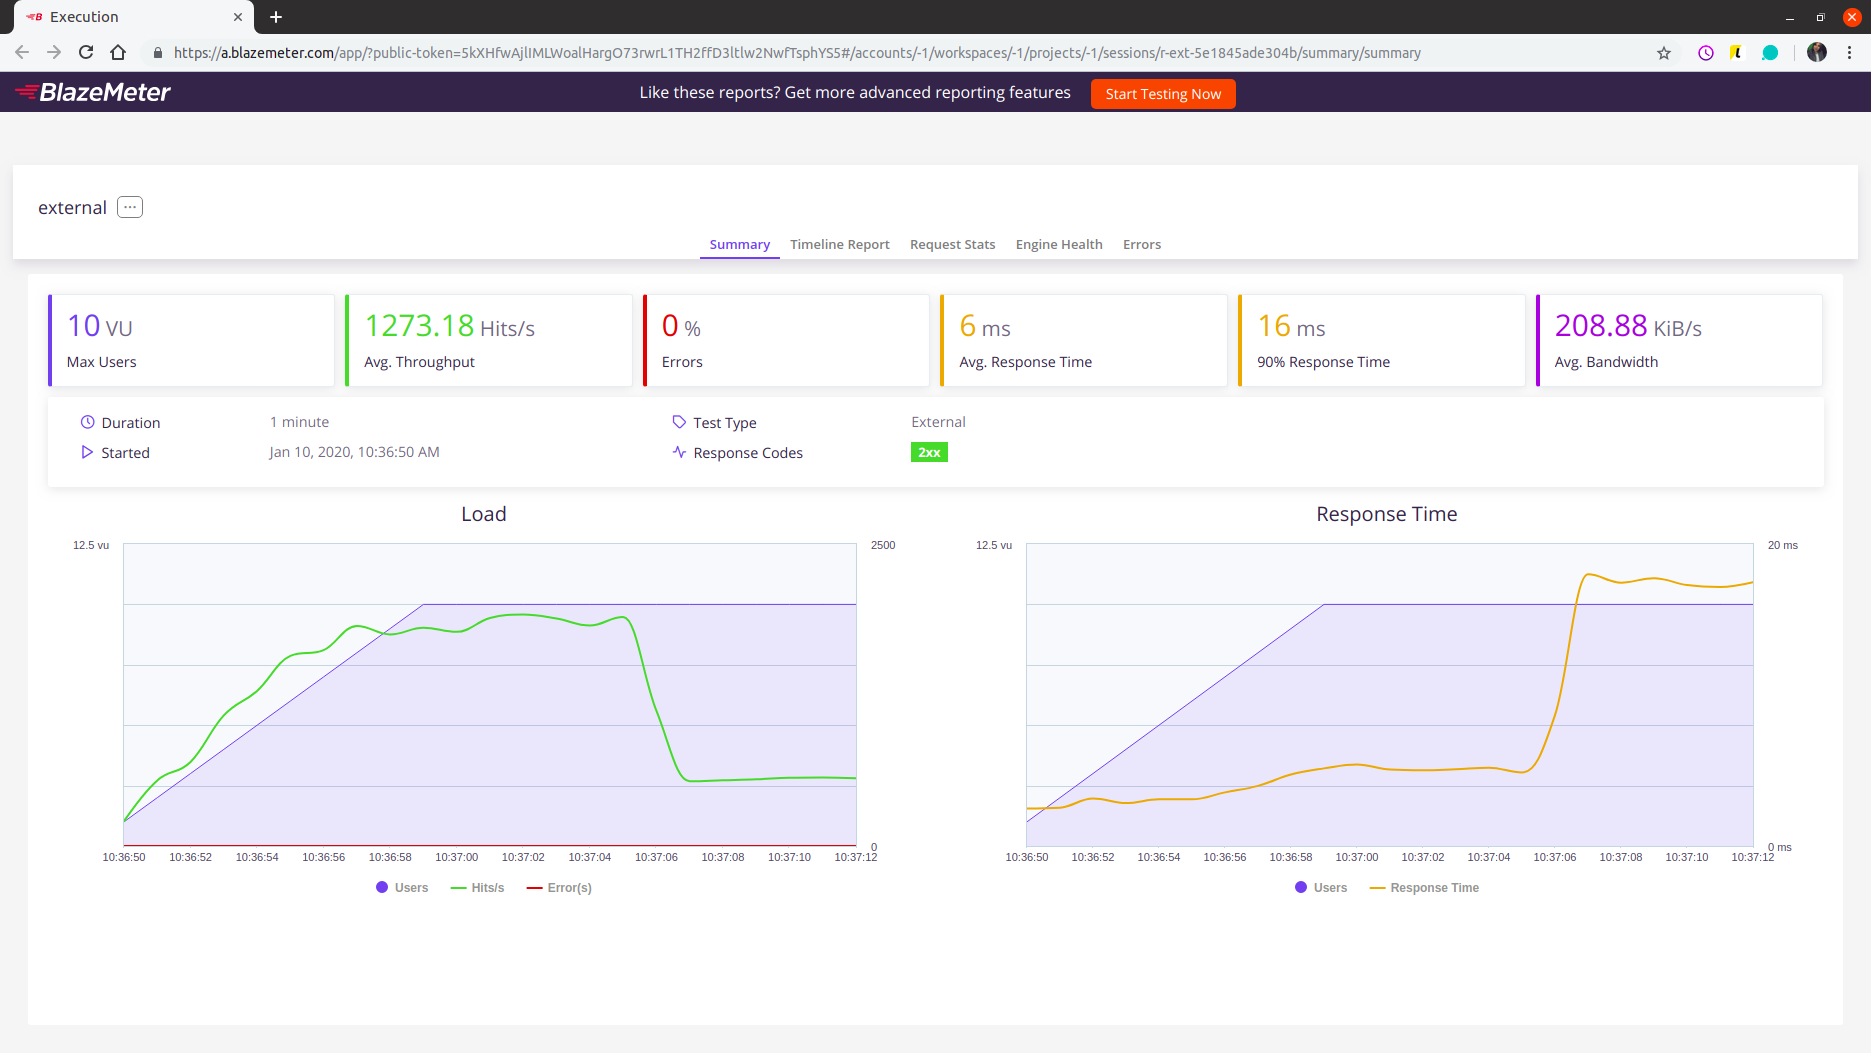 Execution
https://a.blazemeter.com/app/?public-token=5kXHfwAjlIMLWoalHargO73rwrL1TH2ffD3ltlw2NwfTsphYS5#/accounts/-1/workspaces/-1/projects/-1/sessions/r-ext-5e1845ade304b/summary/summary
BlazeMeter
Like these reports? Get more advanced reporting features
Start Testing Now
external
Summary Timeline Report Request Stats Engine Health Errors
10 VU
Max Users
1273.18 Hits/s
Avg. Throughput
0 %
Errors
6 ms
Avg. Response Time
16 ms
90% Response Time
208.88 KiB/s
Avg. Bandwidth
Duration 1 minute
Started Jan 10, 2020, 10:36:50 AM
Test Type External
Response Codes 2xx
Load
12.5 vu 2500
0
10:36:50 10:36:52 10:36:54 10:36:56 10:36:58 10:37:00 10:37:02 10:37:04 10:37:06 10:37:08 10:37:10 10:37:12
Users Hits/s Error(s)
Response Time
12.5 vu 20 ms
0 ms
10:36:50 10:36:52 10:36:54 10:36:56 10:36:58 10:37:00 10:37:02 10:37:04 10:37:06 10:37:08 10:37:10 10:37:12
Users Response Time